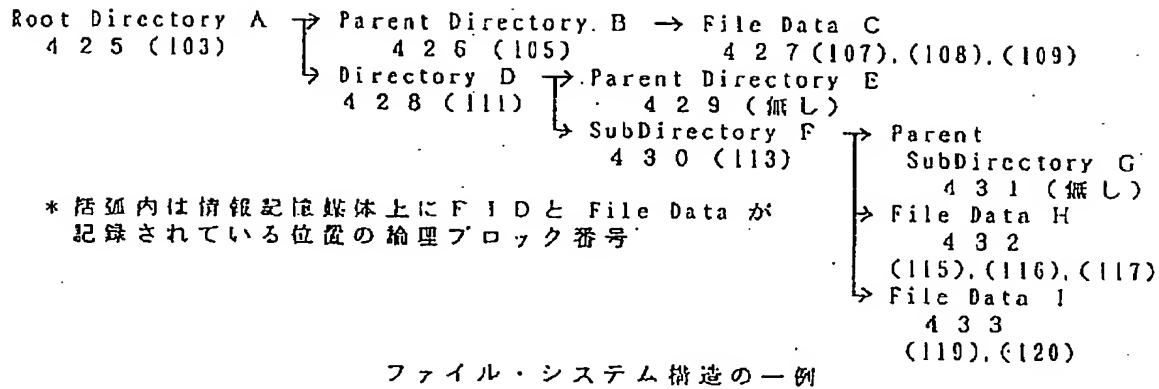 Root Directory A → Parent Directory B → File Data C
425 (103) 426 (105) 427(107), (108), (109)
→ Directory D → Parent Directory E
428 (111) 429 (無し)
→ SubDirectory F → Parent
430 (113) SubDirectory G
431 (無し)
*括弧内は情報記憶媒体上にFIDと File Data が → File Data H
記録されている位置の論理ブロック番号 432
(115), (116), (117)
→ File Data I
433
(119), (120)
ファイル・システム構造の一例